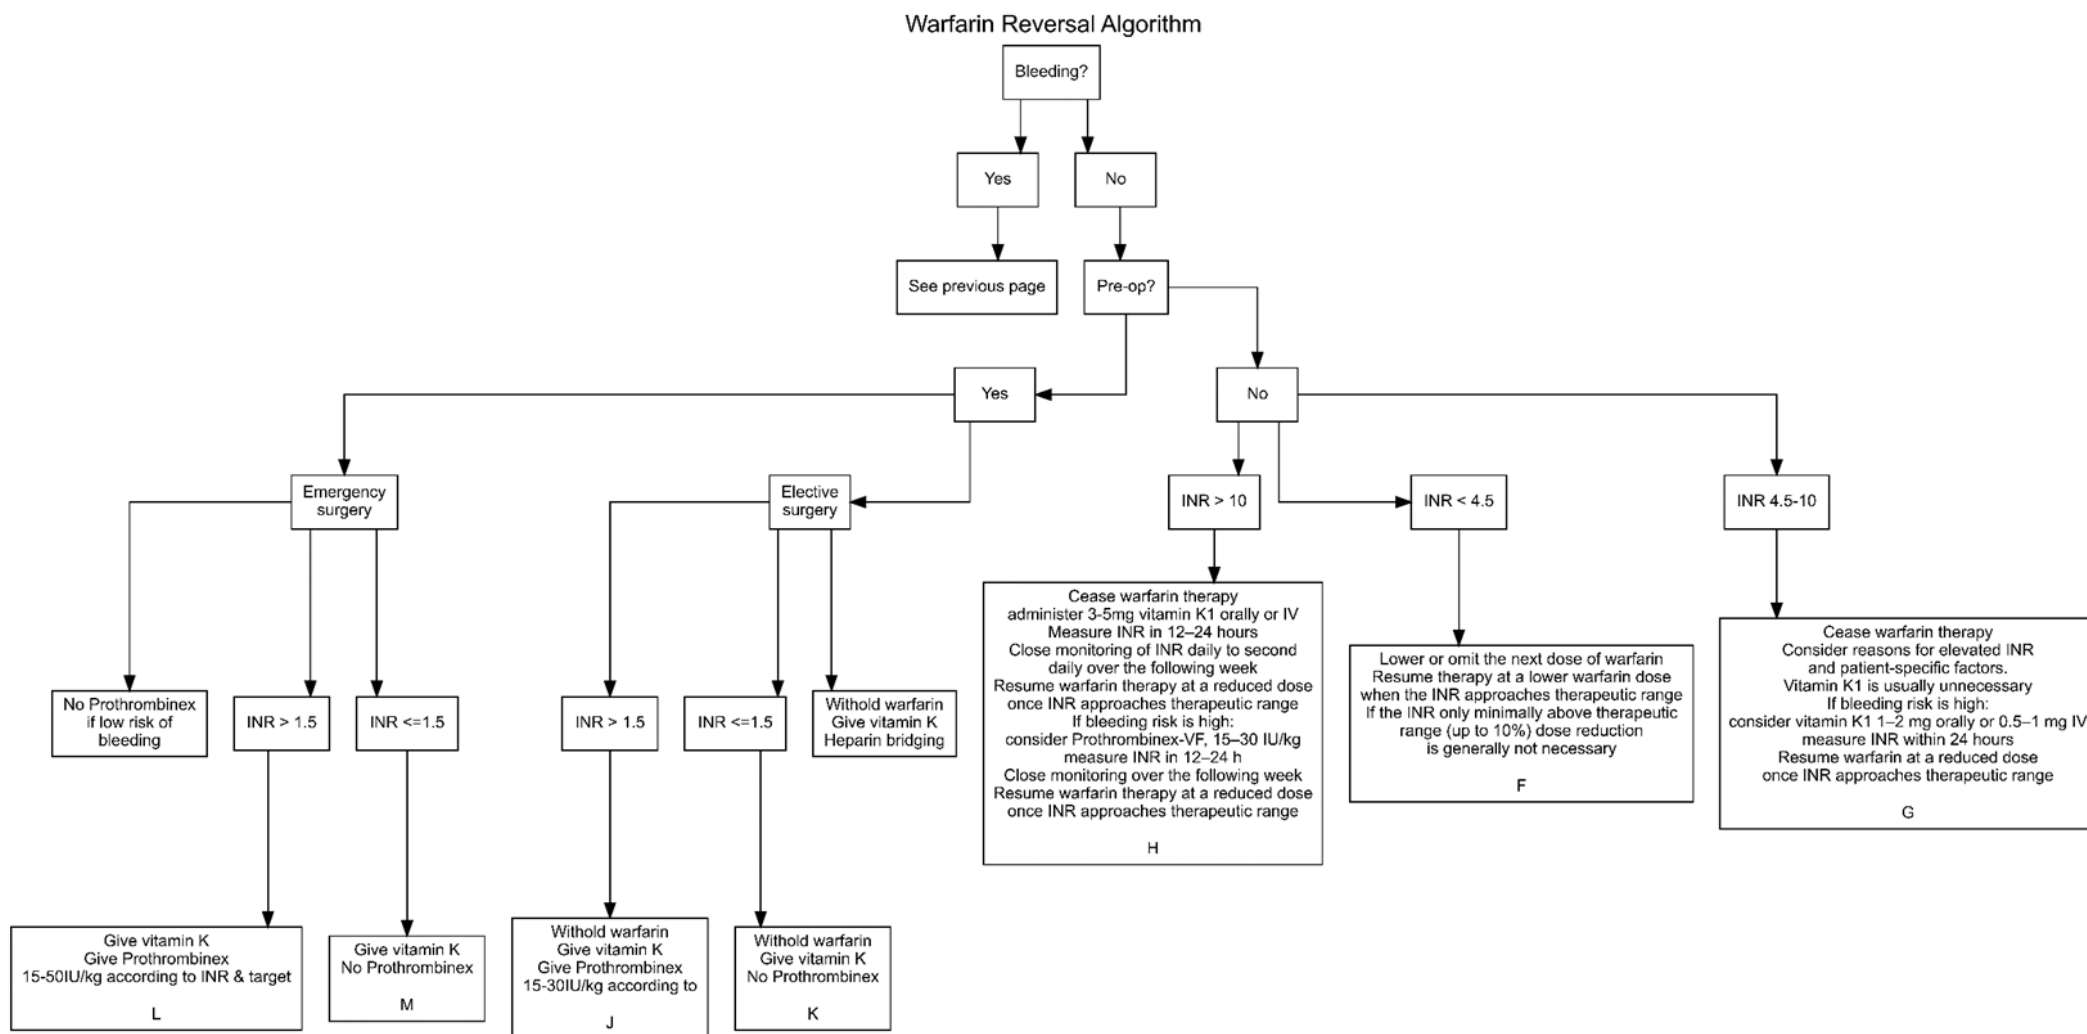 Warfarin Reversal Algorithm
Bleeding?
Yes
No
See previous page
Pre-op?
Yes
No
Emergency
surgery
Elective
surgery
INR > 10
INR < 4.5
INR 4.5-10
No Prothrombinex
if low risk of
bleeding
INR > 1.5
INR <=1.5
INR > 1.5
INR <=1.5
Withold warfarin
Give vitamin K
Heparin bridging
Cease warfarin therapy
administer 3-5mg vitamin K1 orally or IV
Measure INR in 12–24 hours
Close monitoring of INR daily to second
daily over the following week
Resume warfarin therapy at a reduced dose
once INR approaches therapeutic range
If bleeding risk is high:
consider Prothrombinex-VF, 15–30 IU/kg
measure INR in 12–24 h
Close monitoring over the following week
Resume warfarin therapy at a reduced dose
once INR approaches therapeutic range
H
Lower or omit the next dose of warfarin
Resume therapy at a lower warfarin dose
when the INR approaches therapeutic range
If the INR only minimally above therapeutic
range (up to 10%) dose reduction
is generally not necessary
F
Cease warfarin therapy
Consider reasons for elevated INR
and patient-specific factors.
Vitamin K1 is usually unnecessary
If bleeding risk is high:
consider vitamin K1 1–2 mg orally or 0.5–1 mg IV
measure INR within 24 hours
Resume warfarin at a reduced dose
once INR approaches therapeutic range
G
Give vitamin K
Give Prothrombinex
15-50IU/kg according to INR & target
L
Give vitamin K
No Prothrombinex
M
Withold warfarin
Give vitamin K
Give Prothrombinex
15-30IU/kg according to
J
Withold warfarin
Give vitamin K
No Prothrombinex
K